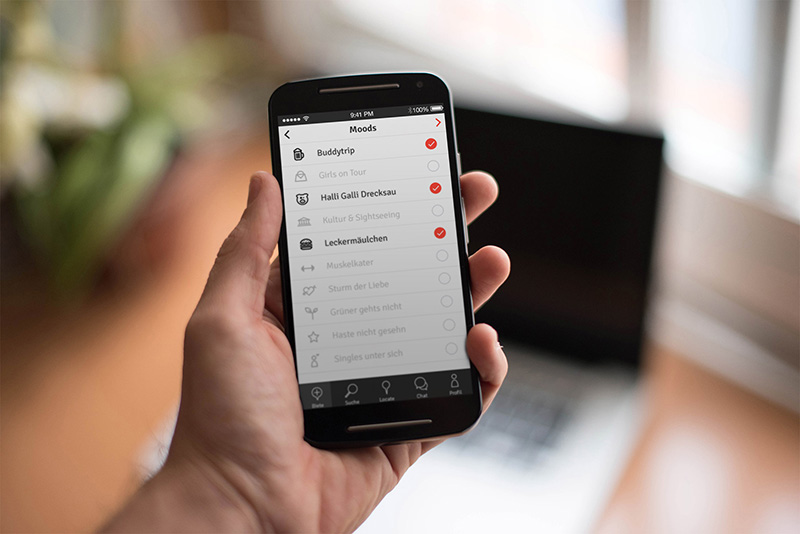 9:41 PM 100%
Moods
Buddytrip
Girls on Tour
Halli Galli Drecksau
Kultur & Sightseeing
Leckermäulchen
Muskelkater
Sturm der Liebe
Grüner gehts nicht
Haste nicht gesehn
Singles unter sich
Suche Locate Chat Profil